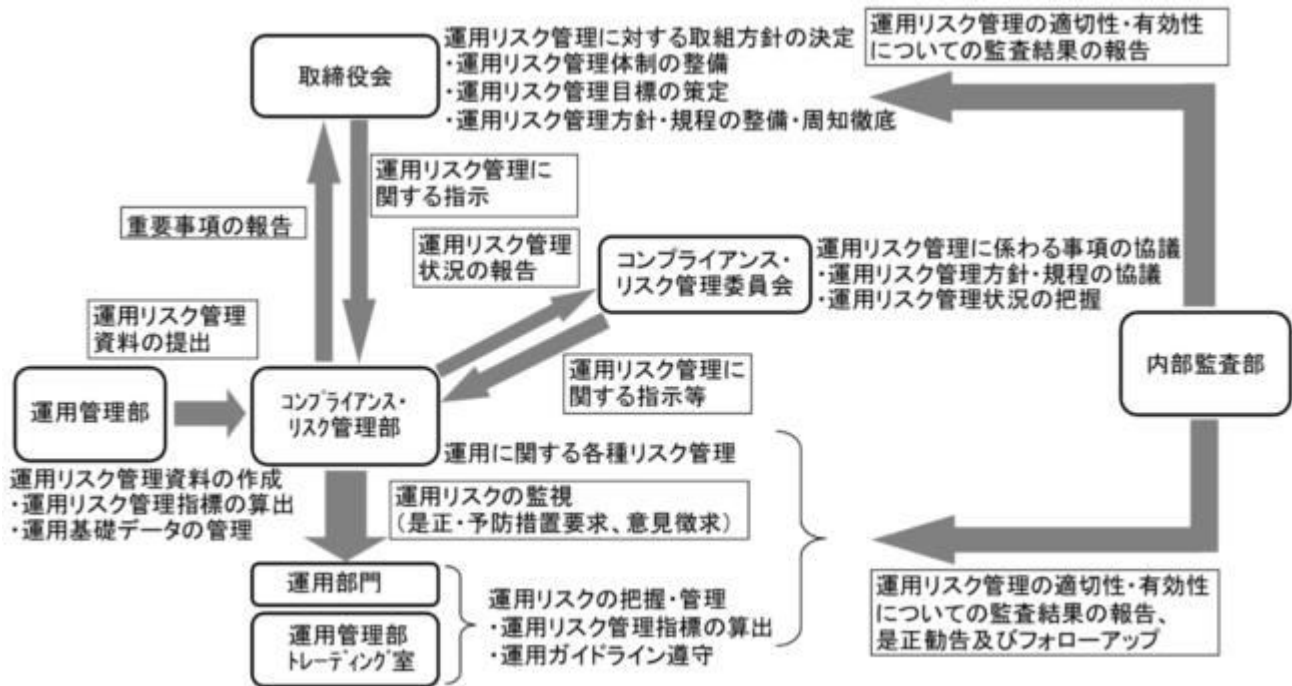 取締役会
運用リスク管理に対する取組方針の決定
・運用リスク管理体制の整備
・運用リスク管理目標の策定
・運用リスク管理方針・規程の整備・周知徹底
運用リスク管理の適切性・有効性
についての監査結果の報告
運用リスク管理に
関する指示
重要事項の報告
運用リスク管理
状況の報告
コンプライアンス・
リスク管理委員会
運用リスク管理に係わる事項の協議
・運用リスク管理方針・規程の協議
・運用リスク管理状況の把握
運用リスク管理
資料の提出
運用リスク管理に
関する指示等
内部監査部
運用管理部
コンプライアンス・
リスク管理部
運用に関する各種リスク管理
運用リスク管理資料の作成
・運用リスク管理指標の算出
・運用基礎データの管理
運用リスクの監視
（是正・予防措置要求、意見徴求）
運用部門
運用管理部
トレーディング室
運用リスクの把握・管理
・運用リスク管理指標の算出
・運用ガイドライン遵守
運用リスク管理の適切性・有効性
についての監査結果の報告、
是正勧告及びフォローアップ